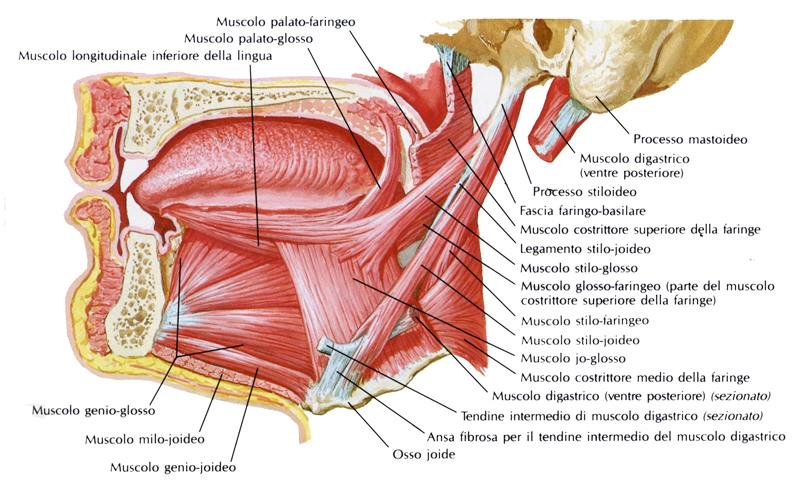 Muscolo palato-faringeo
Muscolo palato-glosso
Muscolo longitudinale inferiore della lingua
Processo mastoideo
Muscolo digastrico
(ventre posteriore)
Processo stiloideo
Fascia faringo-basilare
Muscolo costrittore superiore della faringe
Legamento stilo-joideo
Muscolo stilo-glosso
Muscolo glosso-faringeo (parte del muscolo
costrittore superiore della faringe)
Muscolo stilo-faringeo
Muscolo stilo-joideo
Muscolo jo-glosso
Muscolo costrittore medio della faringe
Muscolo digastrico (ventre posteriore) (sezionato)
Tendine intermedio di muscolo digastrico (sezionato)
Ansa fibrosa per il tendine intermedio del muscolo digastrico
Osso joide
Muscolo genio-glosso
Muscolo milo-joideo
Muscolo genio-joideo